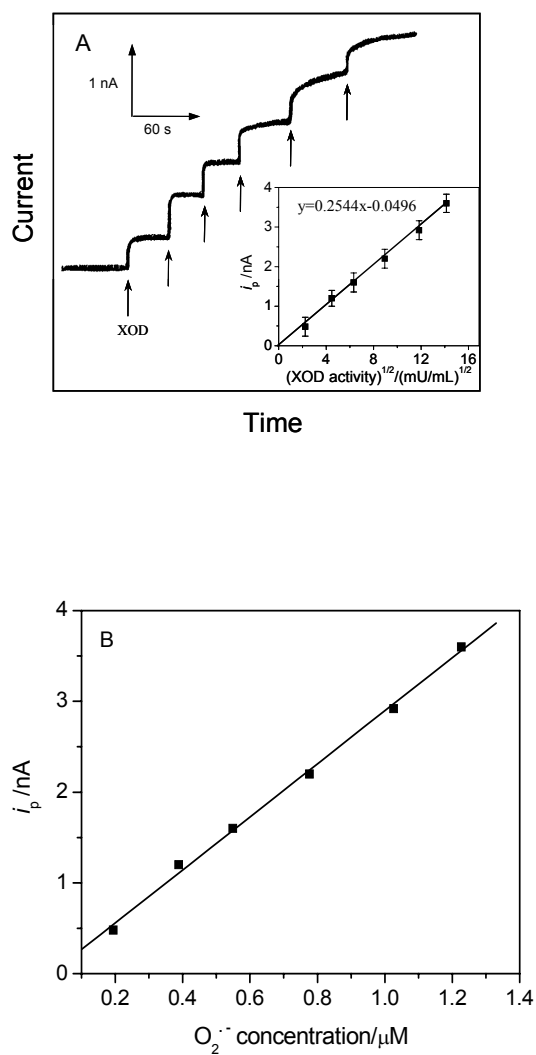 A
1 nA
60 s
Current
XOD
4
3
2
1
0
i_p /nA
y=0.2544x-0.0496
0 4 8 12 16
(XOD activity)^1/2/(mU/mL)^1/2
Time
B
4
3
2
1
0
i_p /nA
0.2 0.4 0.6 0.8 1.0 1.2 1.4
O₂·⁻ concentration/μM